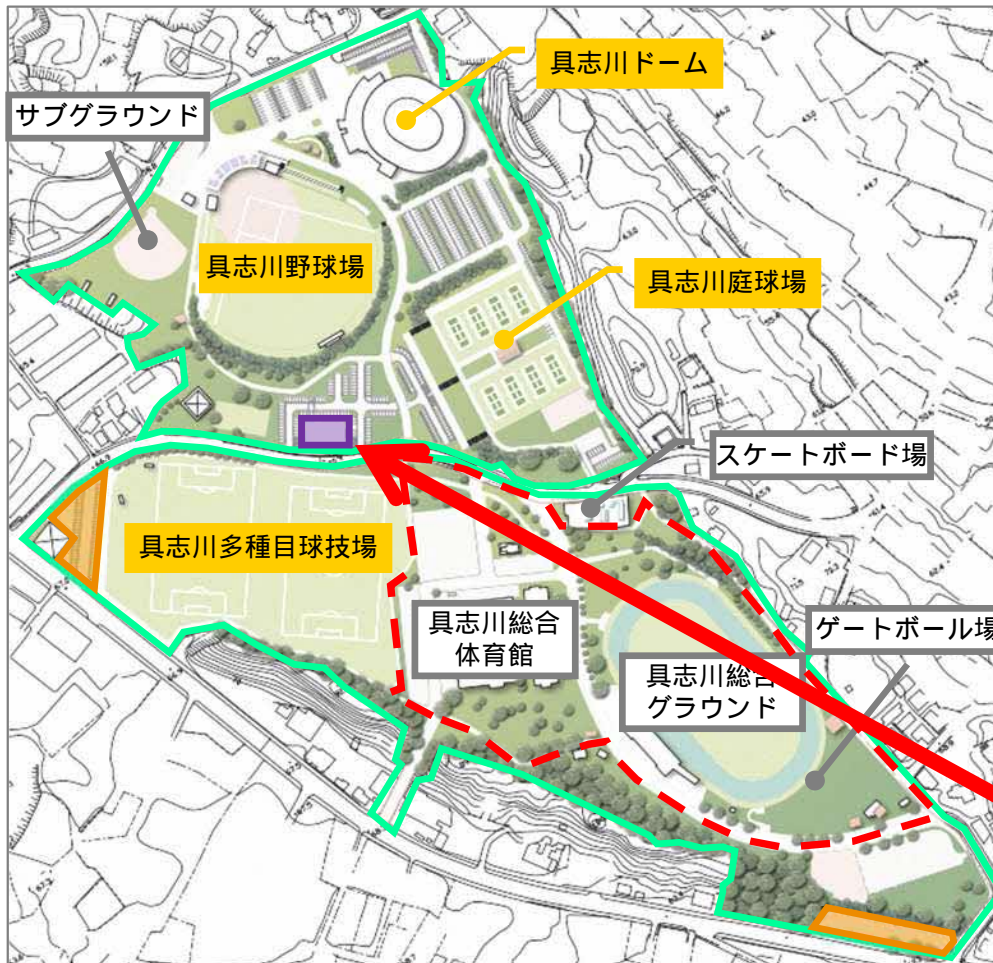 具志川ドーム
サブグラウンド
具志川野球場
具志川庭球場
スケートボード場
具志川多種目球技場
具志川総合
体育館
ゲートボール場
具志川総合
グラウンド